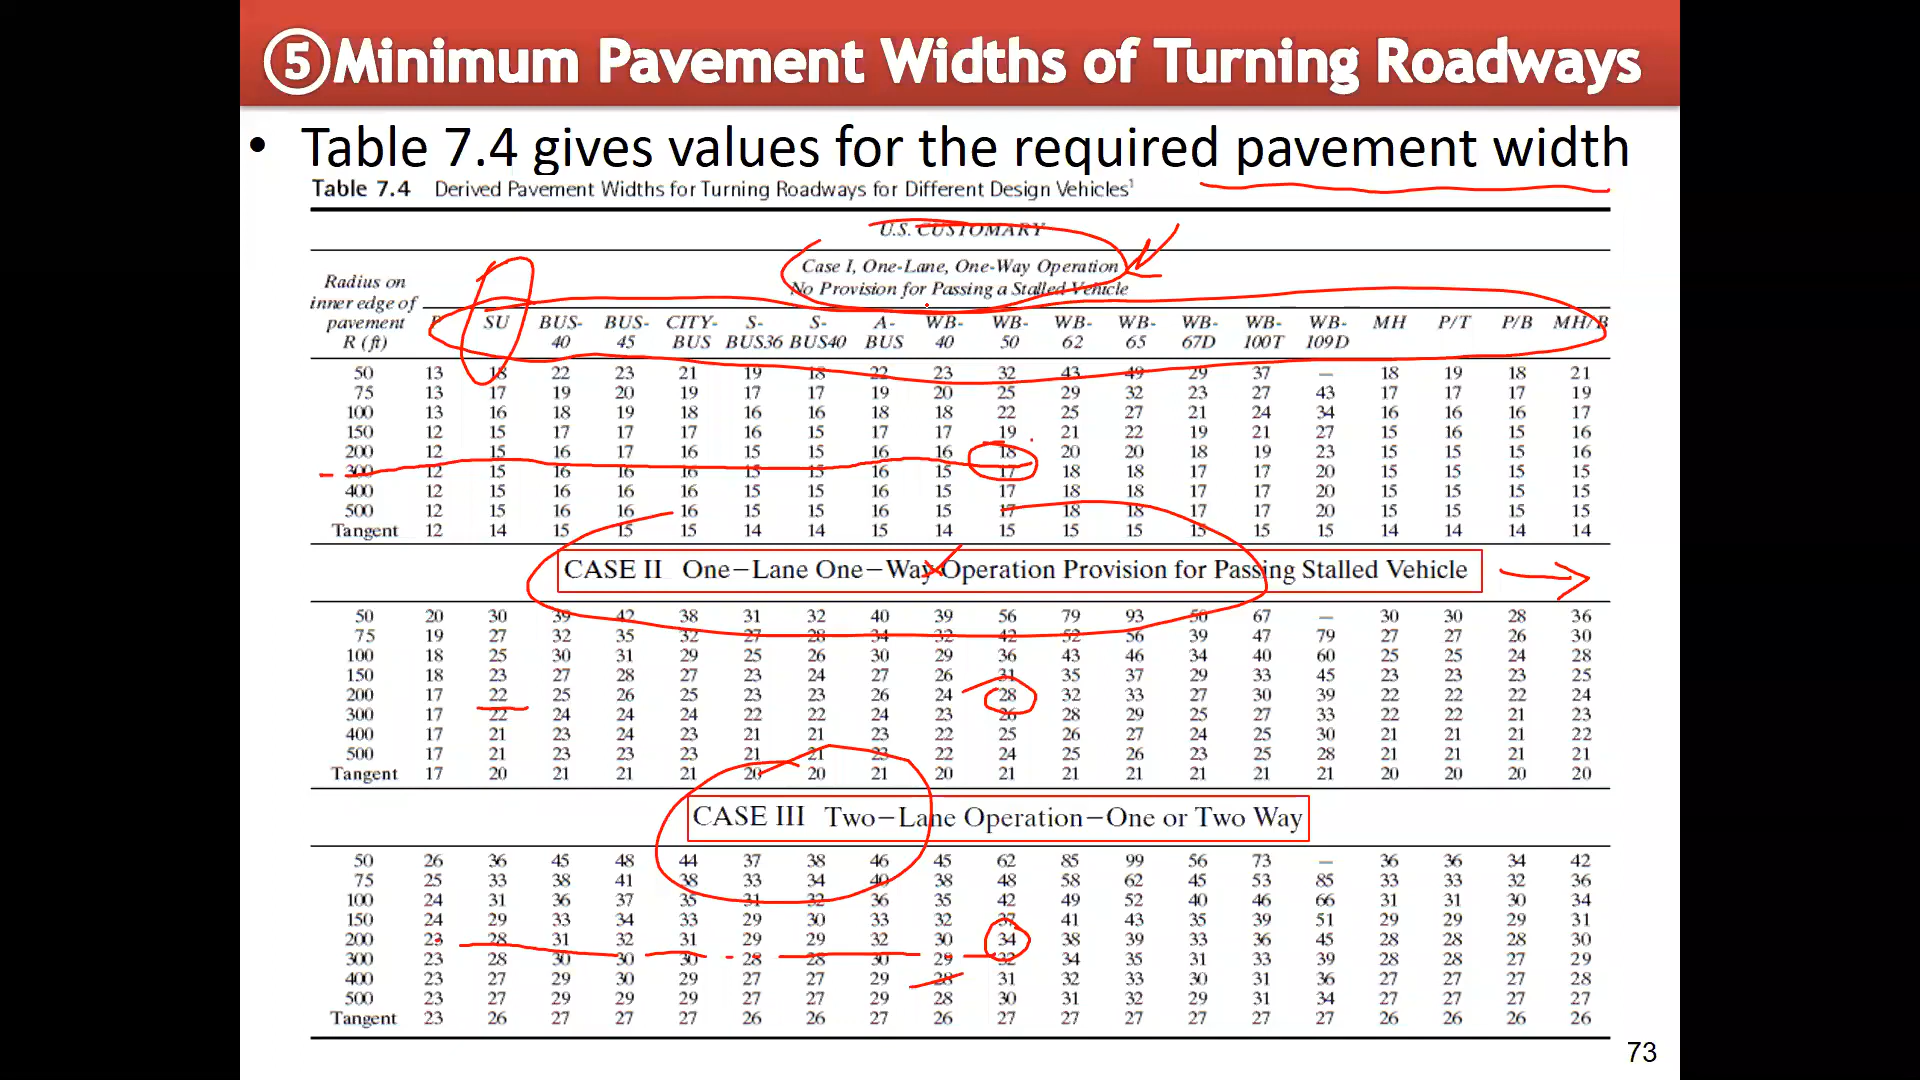 ⑤Minimum Pavement Widths of Turning Roadways
• Table 7.4 gives values for the required pavement width
Table 7.4 Derived Pavement Widths for Turning Roadways for Different Design Vehicles¹
U.S. CUSTOMARY
Case I, One-Lane, One-Way Operation
No Provision for Passing a Stalled Vehicle
Radius on
inner edge of
pavement
R (ft)
SU BUS-40 BUS-45 CITY-BUS S-BUS36 S-BUS40 A-BUS WB-40 WB-50 WB-62 WB-65 WB-67D WB-100T WB-109D MH P/T P/B MH/B
50 13 18 22 23 21 19 18 22 23 32 43 49 29 37 — 18 19 18 21
75 13 17 19 20 19 17 17 19 20 25 29 32 23 27 43 17 17 17 19
100 13 16 18 19 18 16 16 18 18 22 25 27 21 24 34 16 16 16 17
150 12 15 17 17 17 16 15 17 17 19 21 22 19 21 27 15 16 15 16
200 12 15 16 17 16 15 15 16 16 18 20 20 18 19 23 15 15 15 16
300 12 15 16 16 16 15 15 16 15 17 18 18 17 17 20 15 15 15 15
400 12 15 16 16 16 15 15 16 15 17 18 18 17 17 20 15 15 15 15
500 12 15 16 16 16 15 15 16 15 17 18 18 17 17 20 15 15 15 15
Tangent 12 14 15 15 15 14 14 15 14 15 15 15 15 15 15 14 14 14 14
CASE II One–Lane One–Way Operation Provision for Passing Stalled Vehicle
50 20 30 39 42 38 31 32 40 39 56 79 93 50 67 — 30 30 28 36
75 19 27 32 35 32 27 28 34 32 42 52 56 39 47 79 27 27 26 30
100 18 25 30 31 29 25 26 30 29 36 43 46 34 40 60 25 25 24 28
150 18 23 27 28 27 23 24 27 26 31 35 37 29 33 45 23 23 23 25
200 17 22 25 26 25 23 23 26 24 28 32 33 27 30 39 22 22 22 24
300 17 22 24 24 24 22 22 24 23 26 28 29 25 27 33 22 22 21 23
400 17 21 23 24 23 21 21 23 22 25 26 27 24 25 30 21 21 21 22
500 17 21 23 23 23 21 21 23 22 24 25 26 23 25 28 21 21 21 21
Tangent 17 20 21 21 21 20 20 21 20 21 21 21 21 21 21 20 20 20 20
CASE III Two–Lane Operation–One or Two Way
50 26 36 45 48 44 37 38 46 45 62 85 99 56 73 — 36 36 34 42
75 25 33 38 41 38 33 34 40 38 48 58 62 45 53 85 33 33 32 36
100 24 31 36 37 35 31 32 36 35 42 49 52 40 46 66 31 31 30 34
150 24 29 33 34 33 29 30 33 32 37 41 43 35 39 51 29 29 29 31
200 23 28 31 32 31 29 29 32 30 34 38 39 33 36 45 28 28 28 30
300 23 28 30 30 30 28 28 30 29 32 34 35 31 33 39 28 28 27 29
400 23 27 29 30 29 27 27 29 28 31 32 33 30 31 36 27 27 27 28
500 23 27 29 29 29 27 27 29 28 30 31 32 29 31 34 27 27 27 27
Tangent 23 26 27 27 27 26 26 27 26 27 27 27 27 27 27 26 26 26 26
73